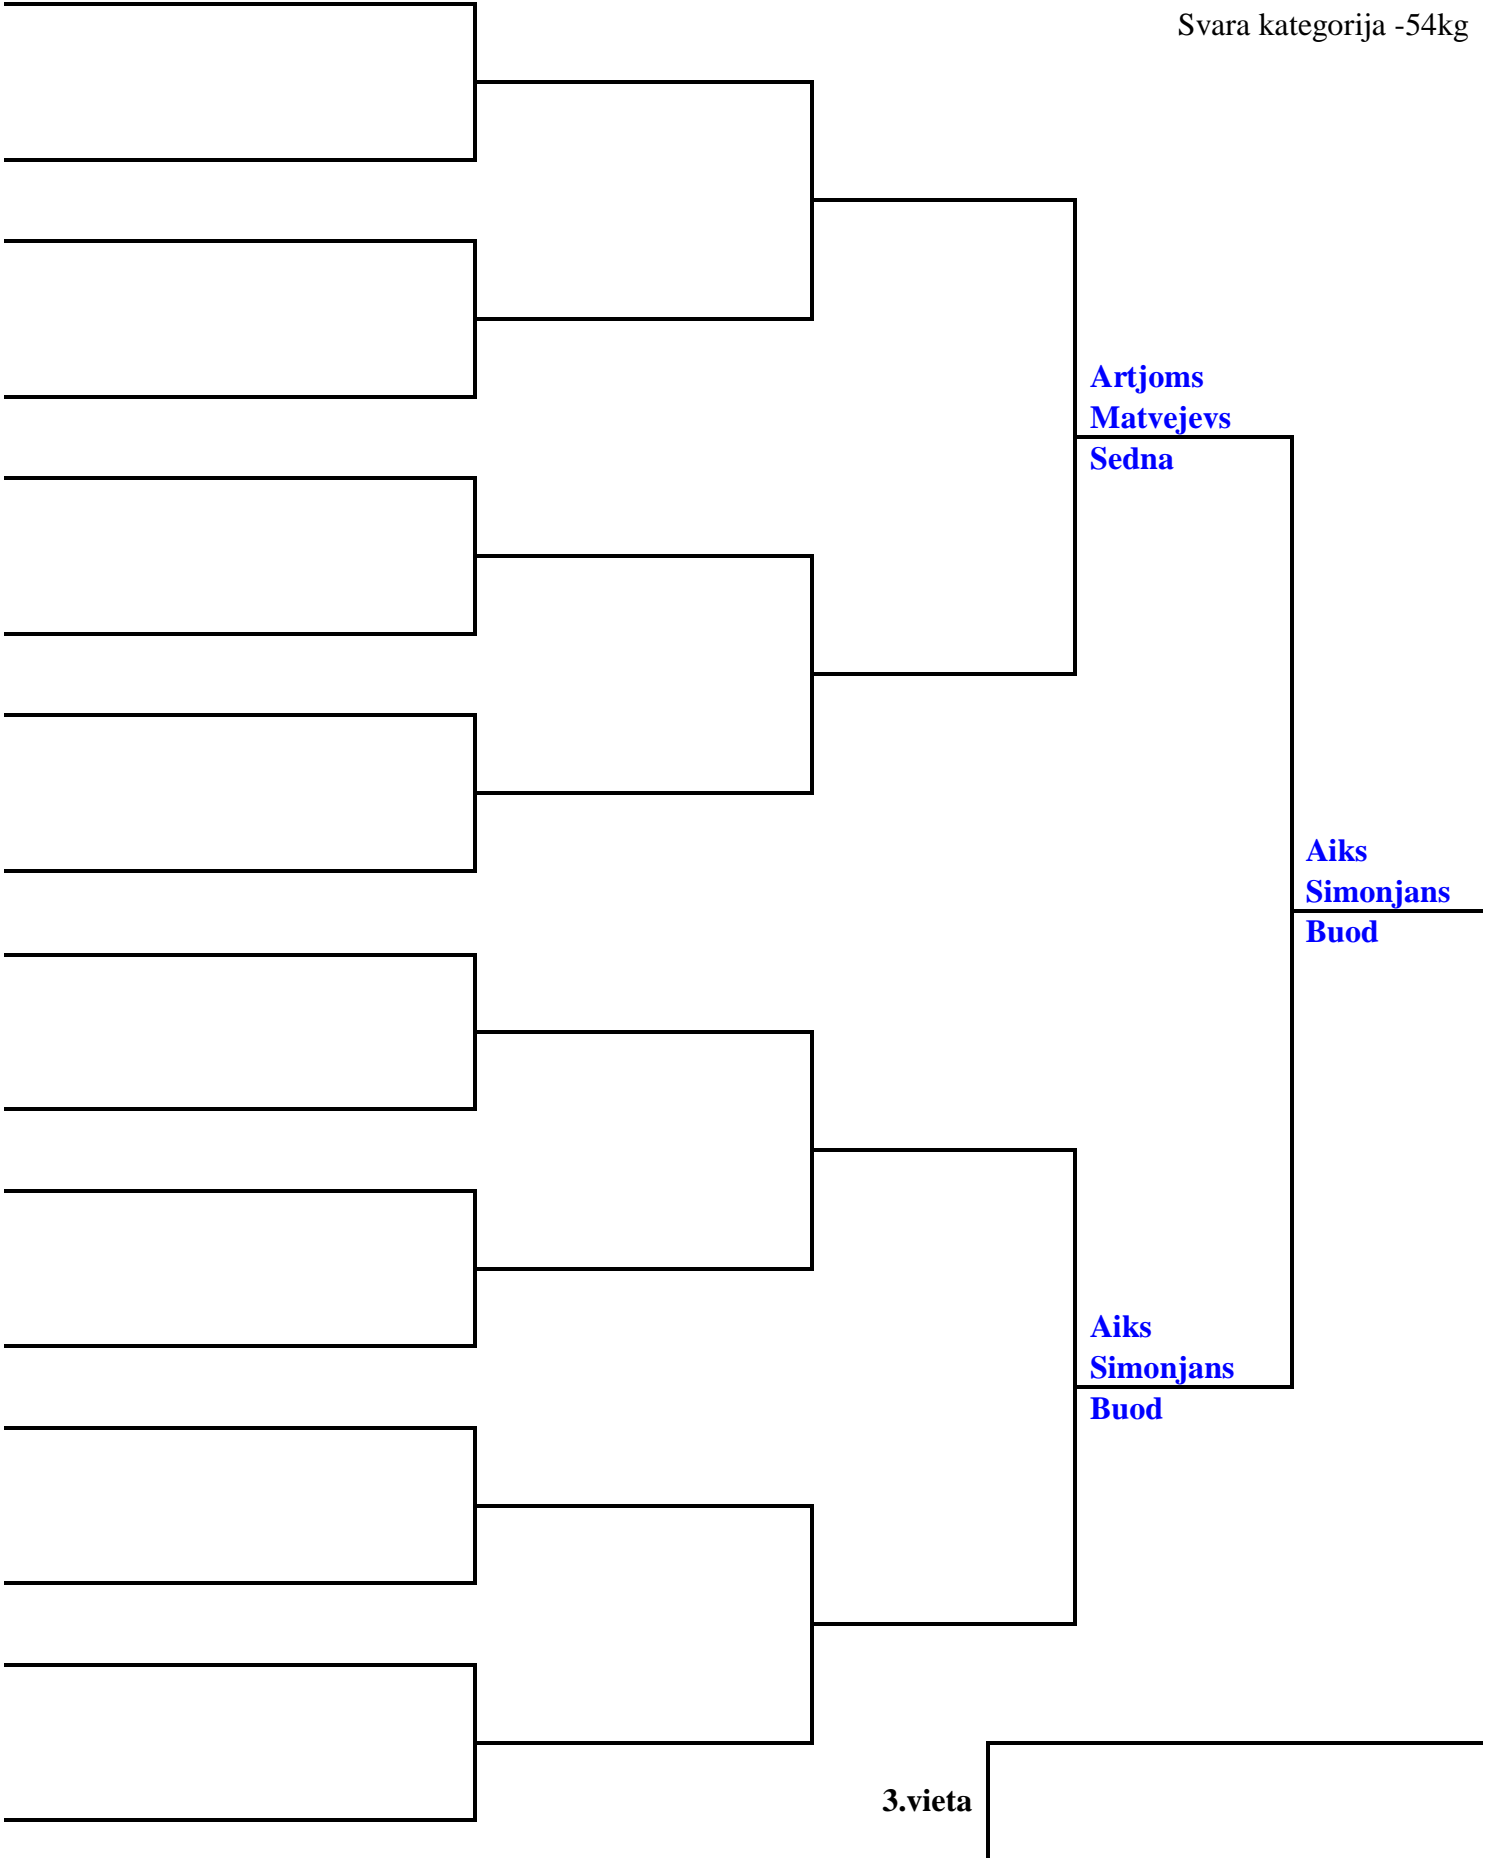 Svara kategorija -54kg
Artjoms
Matvejevs
Sedna
Aiks
Simonjans
Buod
Aiks
Simonjans
Buod
3.vieta